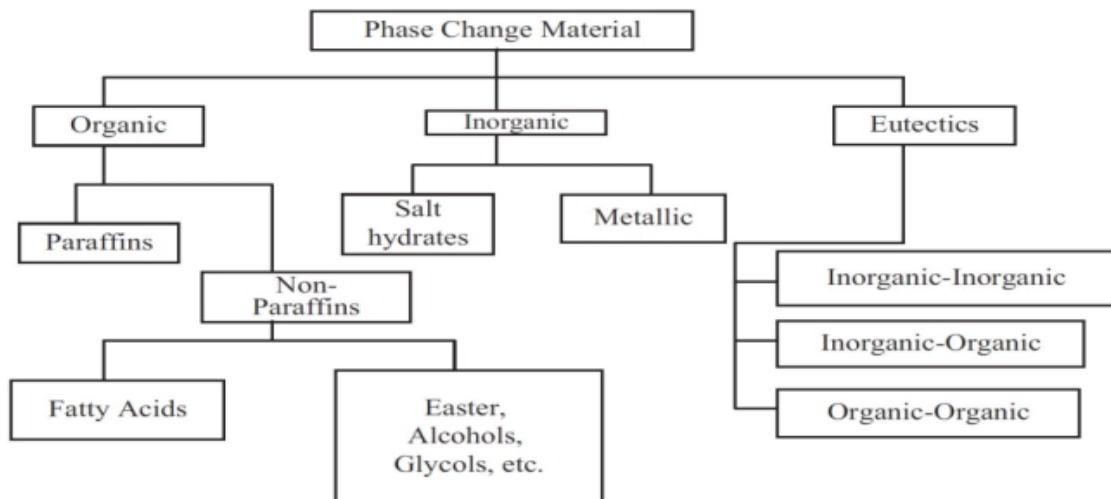 Phase Change Material
Organic
Inorganic
Eutectics
Paraffins
Salt
hydrates
Metallic
Non-
Paraffins
Inorganic-Inorganic
Inorganic-Organic
Organic-Organic
Fatty Acids
Easter,
Alcohols,
Glycols, etc.